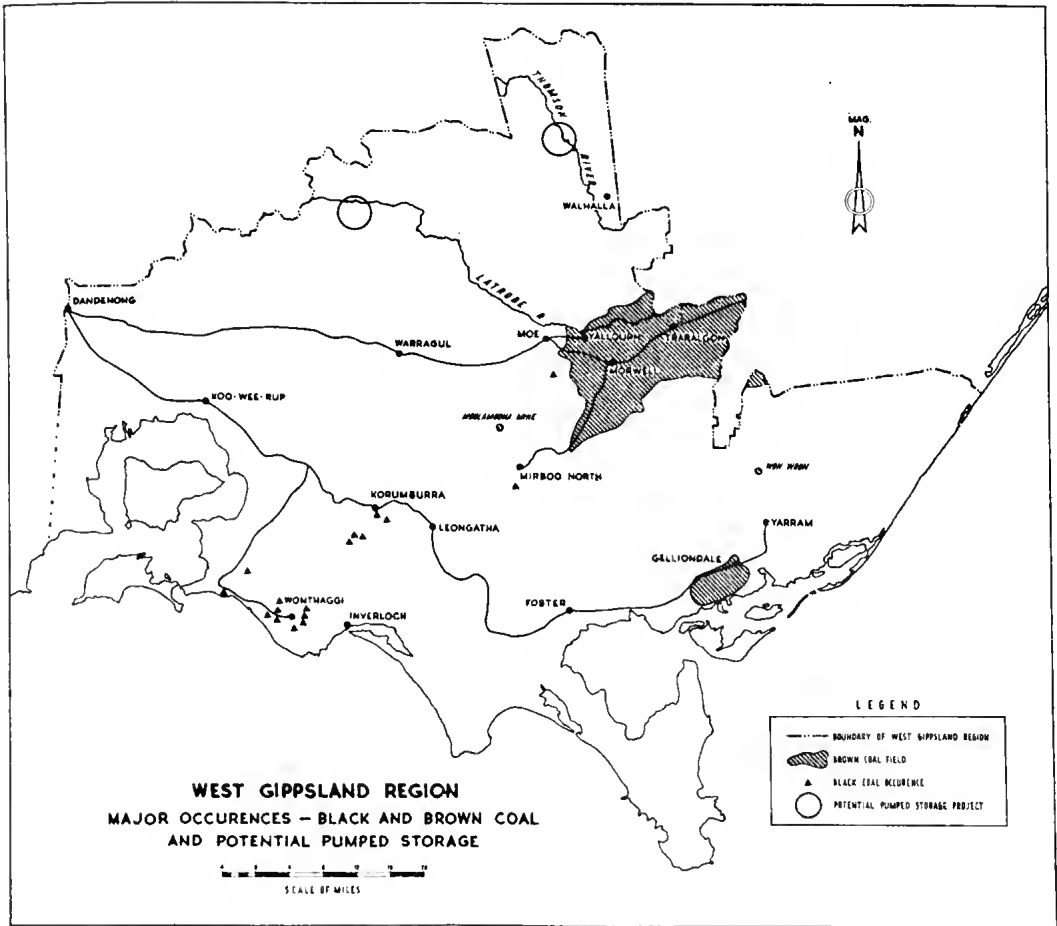 THOMSON
RIVER
MAG.
N
WALHALLA
LATROBE R
DANDENONG
MOE
YALLOURN
TRARALGON
WARRAGUL
MORWELL
KOO-WEE-RUP
MIRBOO NORTH
WON WRON
KORUMBURRA
LEONGATHA
YARRAM
GELLIONDALE
WONTHAGGI
INVERLOCH
FOSTER
LEGEND
BOUNDARY OF WEST GIPPSLAND REGION
BROWN COAL FIELD
BLACK COAL OCCURENCE
POTENTIAL PUMPED STORAGE PROJECT
WEST GIPPSLAND REGION
MAJOR OCCURENCES – BLACK AND BROWN COAL
AND POTENTIAL PUMPED STORAGE
SCALE OF MILES